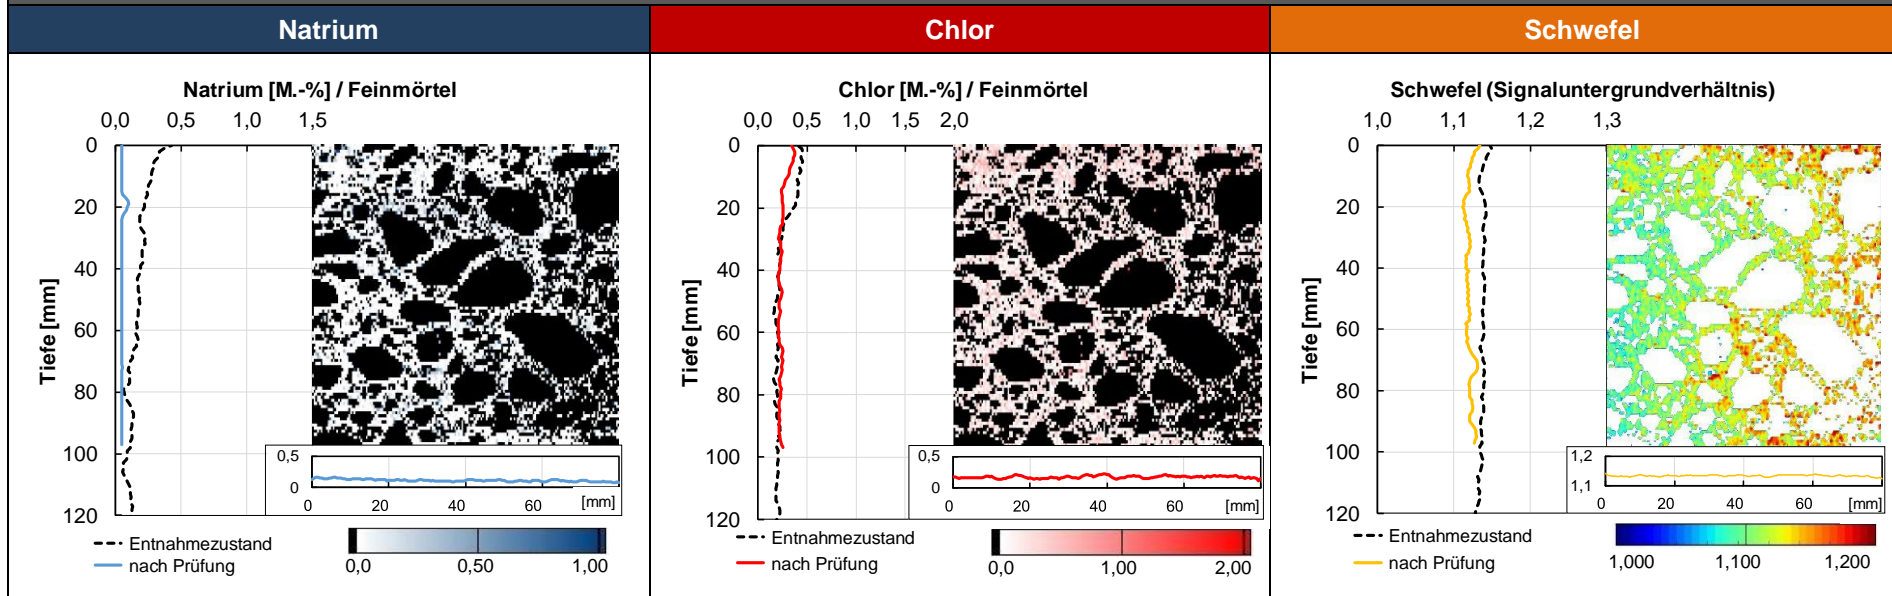 Natrium
Natrium [M.-%] / Feinmörtel
0,0 0,5 1,0 1,5
0
20
40
60
80
100
120
Tiefe [mm]
0,5
0
0 20 40 60 [mm]
Entnahmezustand
nach Prüfung
0,0 0,50 1,00
Chlor
Chlor [M.-%] / Feinmörtel
0,0 0,5 1,0 1,5 2,0
0
20
40
60
80
100
120
Tiefe [mm]
0,5
0
0 20 40 60 [mm]
Entnahmezustand
nach Prüfung
0,0 1,00 2,00
Schwefel
Schwefel (Signaluntergrundverhältnis)
1,0 1,1 1,2 1,3
0
20
40
60
80
100
120
Tiefe [mm]
1,2
1,1
0 20 40 60 [mm]
Entnahmezustand
nach Prüfung
1,000 1,100 1,200